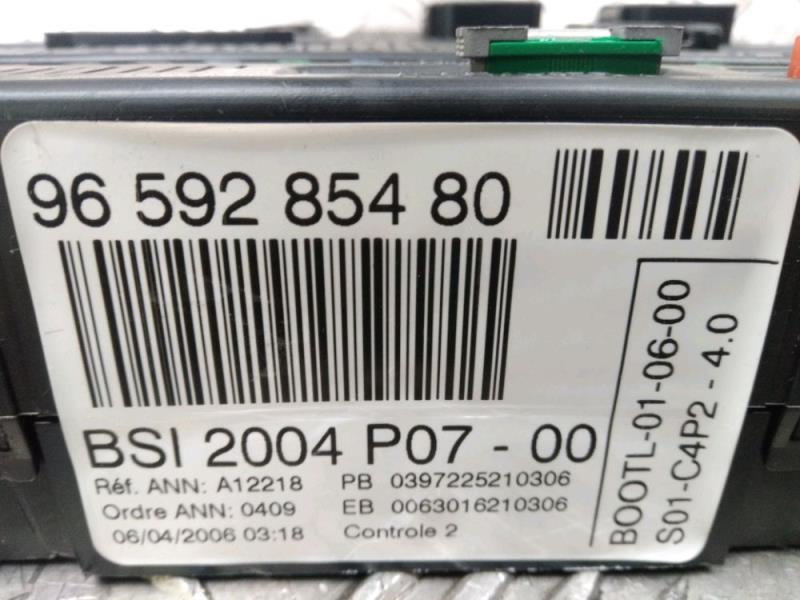 96 592 854 80
BSI 2004 P07 - 00
Réf. ANN: A12218 PB 0397225210306
Ordre ANN: 0409 EB 0063016210306
06/04/2006 03:18 Controle 2
BOOTL-01-06-00
S01-C4P2 - 4.0